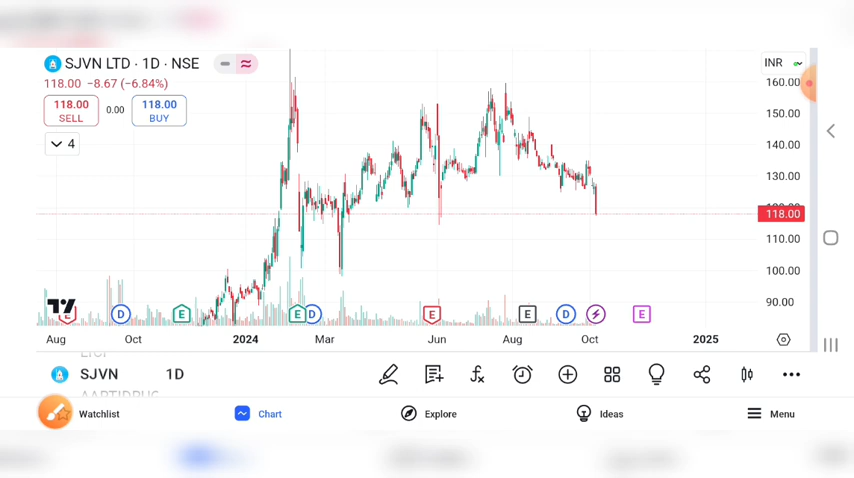 SJVN LTD · 1D · NSE
INR
118.00 −8.67 (−6.84%)
118.00
SELL
0.00
118.00
BUY
4
160.00
150.00
140.00
130.00
118.00
110.00
100.00
90.00
E
D
E
E
D
E
E
D
E
Aug
Oct
2024
Mar
Jun
Aug
Oct
2025
SJVN
1D
Watchlist
Chart
Explore
Ideas
Menu